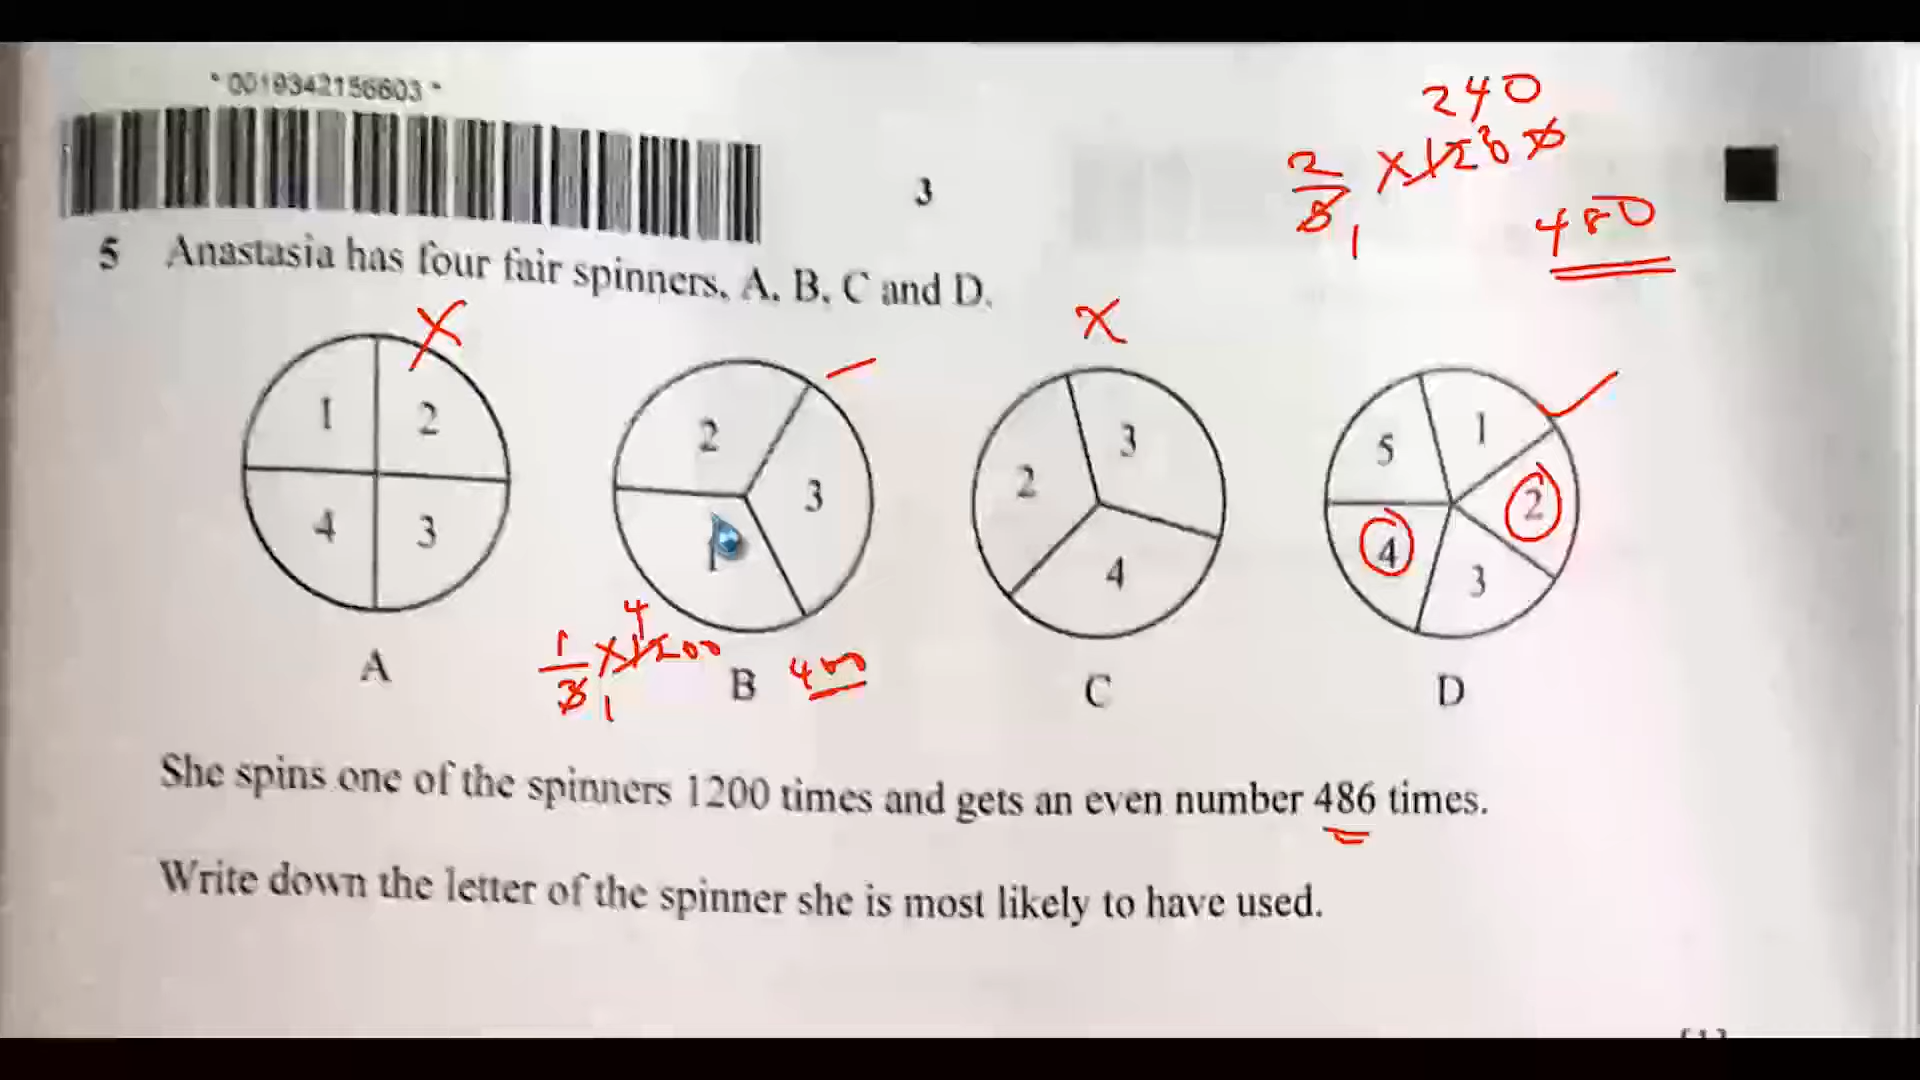 * 0019342156603 *
3
240
2/5 × 1200
1
480
5 Anastasia has four fair spinners, A, B, C and D.
x
x
1 2 4 3
2 3 1
2 3 4
5 1 2 3 4
1/3 × 1200
4
1
400
A B C D
She spins one of the spinners 1200 times and gets an even number 486 times.
Write down the letter of the spinner she is most likely to have used.